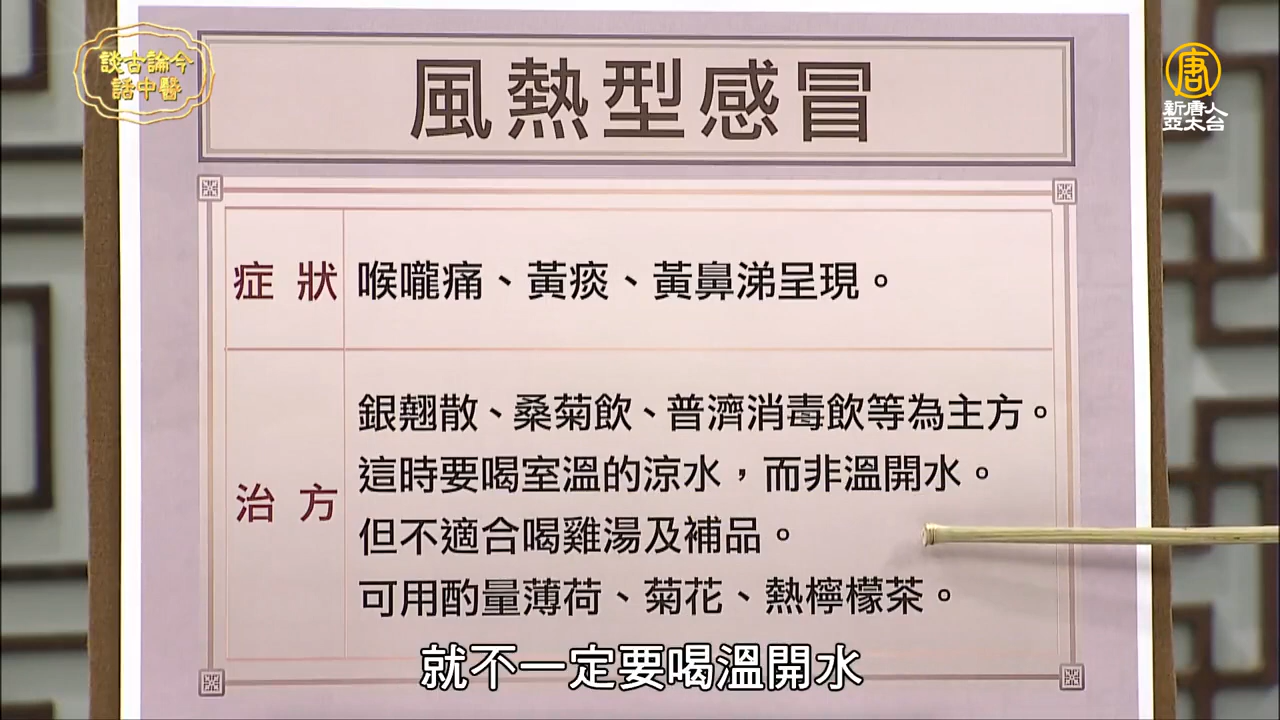 談古論今
話中醫
唐
新唐人
亞太台
風熱型感冒
症狀
喉嚨痛、黃痰、黃鼻涕呈現。
治方
銀翹散、桑菊飲、普濟消毒飲等為主方。
這時要喝室溫的涼水，而非溫開水。
但不適合喝雞湯及補品。
可用酌量薄荷、菊花、熱檸檬茶。
就不一定要喝溫開水